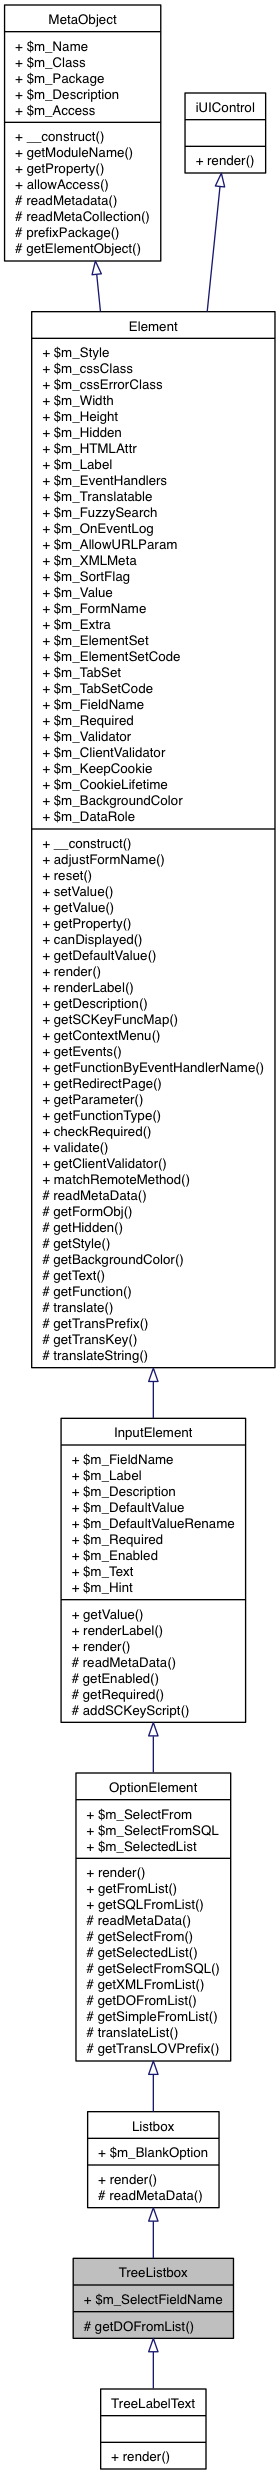 MetaObject
+ $m_Name
+ $m_Class
+ $m_Package
+ $m_Description
+ $m_Access
+ __construct()
+ getModuleName()
+ getProperty()
+ allowAccess()
# readMetadata()
# readMetaCollection()
# prefixPackage()
# getElementObject()
iUIControl
+ render()
Element
+ $m_Style
+ $m_cssClass
+ $m_cssErrorClass
+ $m_Width
+ $m_Height
+ $m_Hidden
+ $m_HTMLAttr
+ $m_Label
+ $m_EventHandlers
+ $m_Translatable
+ $m_FuzzySearch
+ $m_OnEventLog
+ $m_AllowURLParam
+ $m_XMLMeta
+ $m_SortFlag
+ $m_Value
+ $m_FormName
+ $m_Extra
+ $m_ElementSet
+ $m_ElementSetCode
+ $m_TabSet
+ $m_TabSetCode
+ $m_FieldName
+ $m_Required
+ $m_Validator
+ $m_ClientValidator
+ $m_KeepCookie
+ $m_CookieLifetime
+ $m_BackgroundColor
+ $m_DataRole
+ __construct()
+ adjustFormName()
+ reset()
+ setValue()
+ getValue()
+ getProperty()
+ canDisplayed()
+ getDefaultValue()
+ render()
+ renderLabel()
+ getDescription()
+ getSCKeyFuncMap()
+ getContextMenu()
+ getEvents()
+ getFunctionByEventHandlerName()
+ getRedirectPage()
+ getParameter()
+ getFunctionType()
+ checkRequired()
+ validate()
+ getClientValidator()
+ matchRemoteMethod()
# readMetaData()
# getFormObj()
# getHidden()
# getStyle()
# getBackgroundColor()
# getText()
# getFunction()
# translate()
# getTransPrefix()
# getTransKey()
# translateString()
InputElement
+ $m_FieldName
+ $m_Label
+ $m_Description
+ $m_DefaultValue
+ $m_DefaultValueRename
+ $m_Required
+ $m_Enabled
+ $m_Text
+ $m_Hint
+ getValue()
+ renderLabel()
+ render()
# readMetaData()
# getEnabled()
# getRequired()
# addSCKeyScript()
OptionElement
+ $m_SelectFrom
+ $m_SelectFromSQL
+ $m_SelectedList
+ render()
+ getFromList()
+ getSQLFromList()
# readMetaData()
# getSelectFrom()
# getSelectedList()
# getSelectFromSQL()
# getXMLFromList()
# getDOFromList()
# getSimpleFromList()
# translateList()
# getTransLOVPrefix()
Listbox
+ $m_BlankOption
+ render()
# readMetaData()
TreeListbox
+ $m_SelectFieldName
# getDOFromList()
TreeLabelText
+ render()